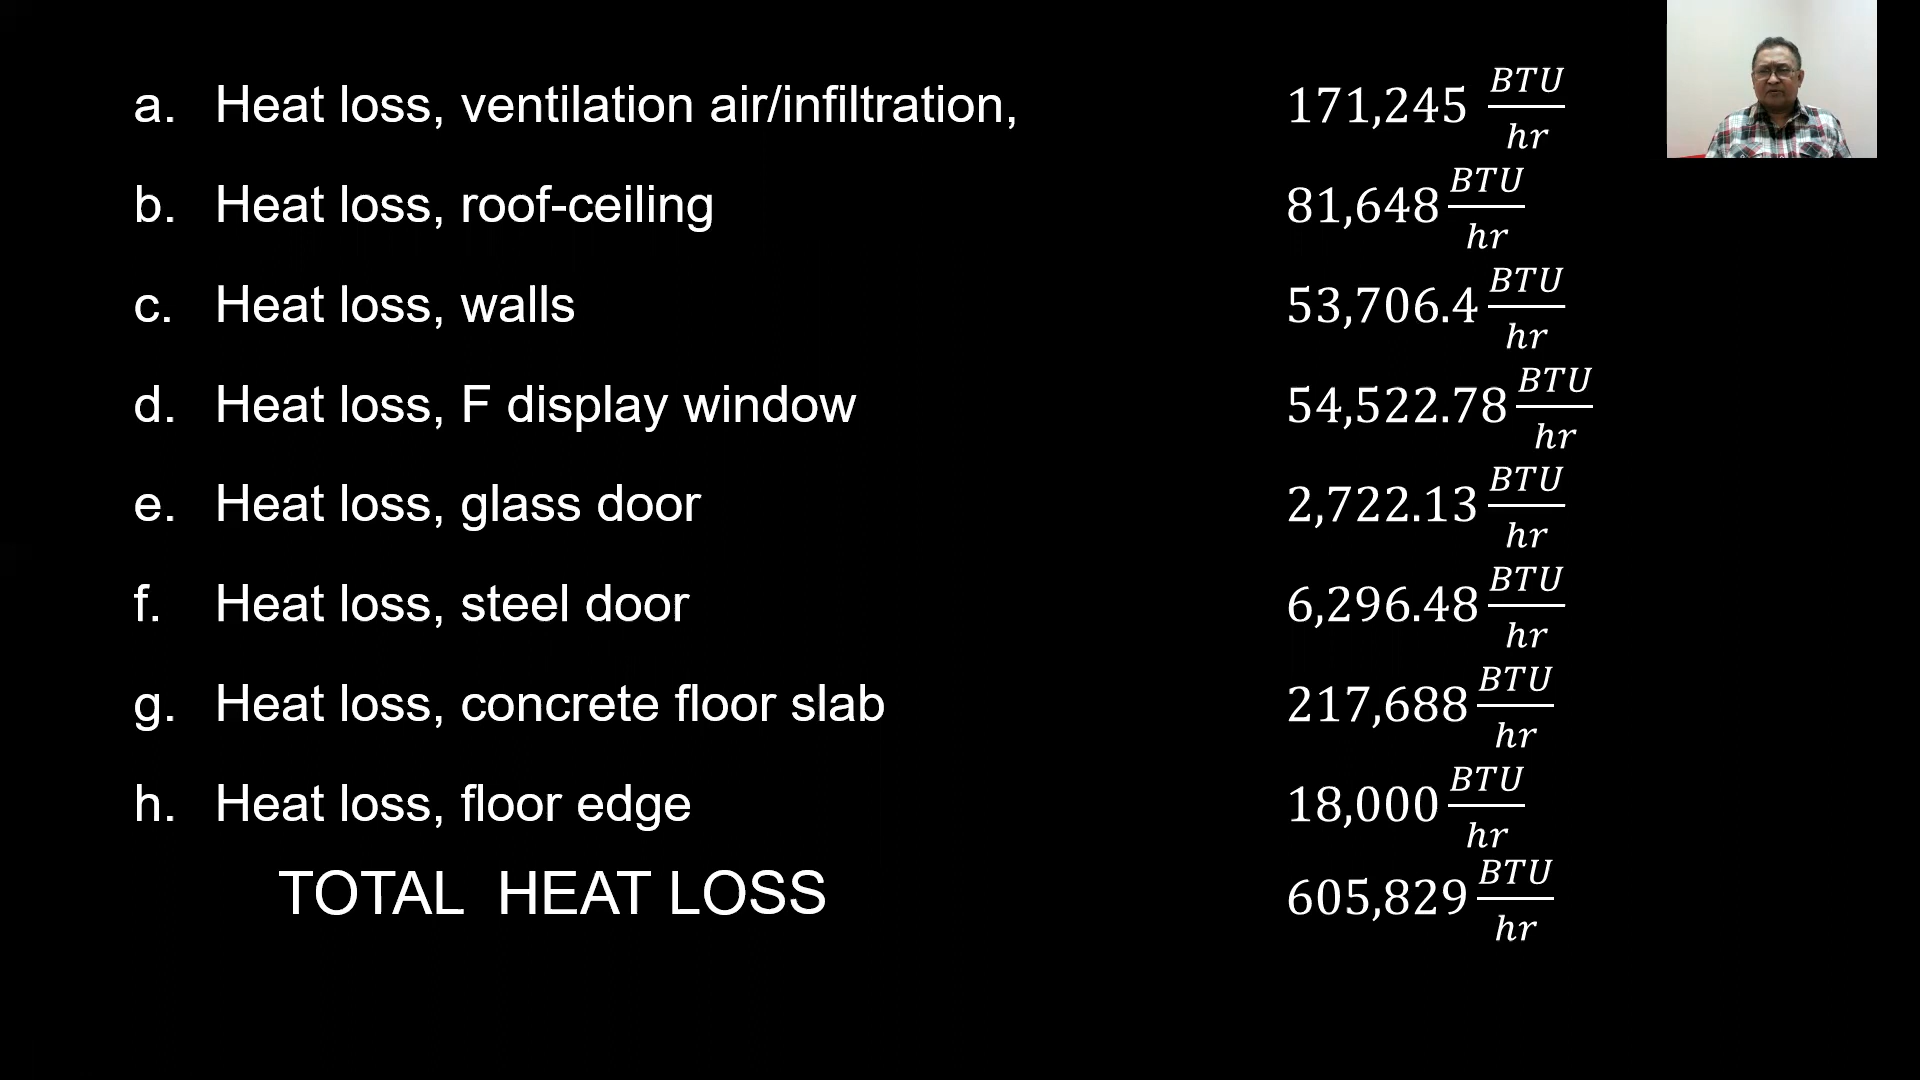 a. Heat loss, ventilation air/infiltration, 171,245 BTU/hr
b. Heat loss, roof-ceiling 81,648 BTU/hr
c. Heat loss, walls 53,706.4 BTU/hr
d. Heat loss, F display window 54,522.78 BTU/hr
e. Heat loss, glass door 2,722.13 BTU/hr
f. Heat loss, steel door 6,296.48 BTU/hr
g. Heat loss, concrete floor slab 217,688 BTU/hr
h. Heat loss, floor edge 18,000 BTU/hr
TOTAL HEAT LOSS 605,829 BTU/hr